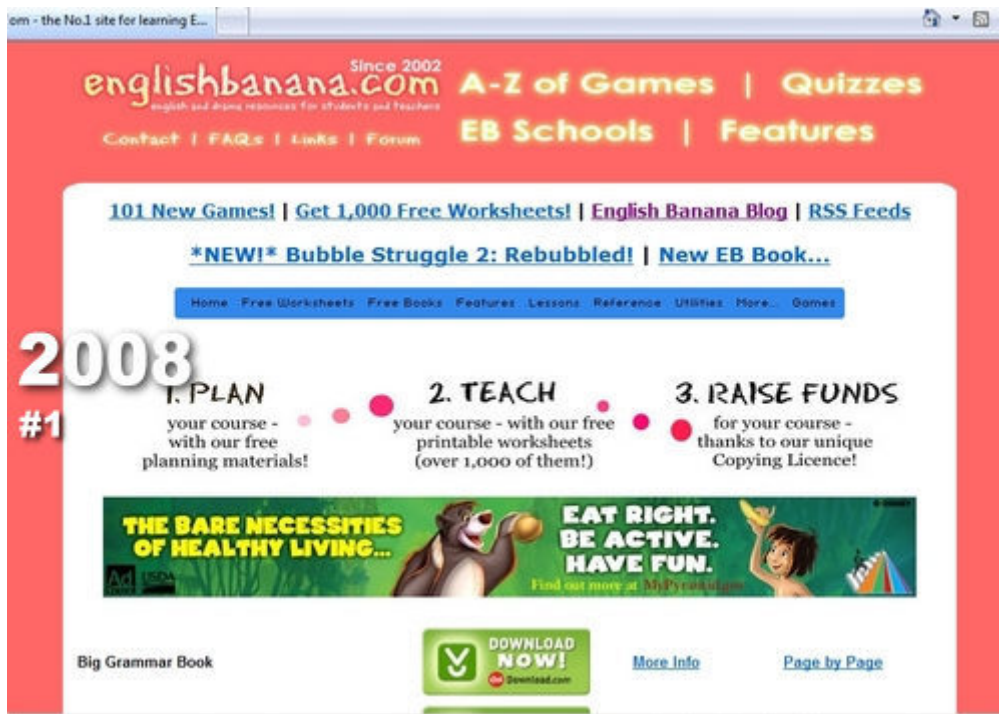 om - the No.1 site for learning E...
Since 2002
englishbanana.com
english and drama resources for students and teachers
A-Z of Games | Quizzes
Contact | FAQs | Links | Forum
EB Schools | Features
101 New Games! | Get 1,000 Free Worksheets! | English Banana Blog | RSS Feeds
*NEW!* Bubble Struggle 2: Rebubbled! | New EB Book...
Home Free Worksheets Free Books Features Lessons Reference Utilities More... Games
2008
#1
1. PLAN
your course -
with our free
planning materials!
2. TEACH
your course - with our free
printable worksheets
(over 1,000 of them!)
3. RAISE FUNDS
for your course -
thanks to our unique
Copying Licence!
THE BARE NECESSITIES
OF HEALTHY LIVING...
Ad
USDA
EAT RIGHT.
BE ACTIVE.
HAVE FUN.
Find out more at MyPyramid.gov
Big Grammar Book
DOWNLOAD
NOW!
Download.com
More Info
Page by Page